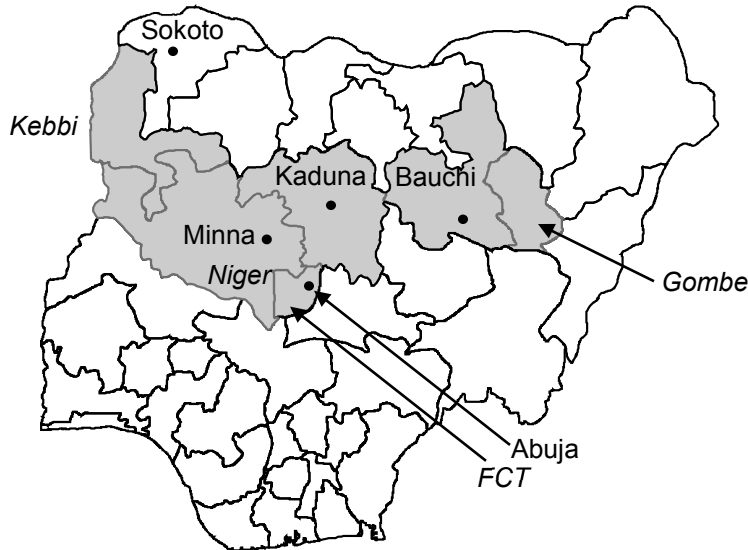 Sokoto
Kebbi
Kaduna
Bauchi
Minna
Niger
Gombe
Abuja
FCT